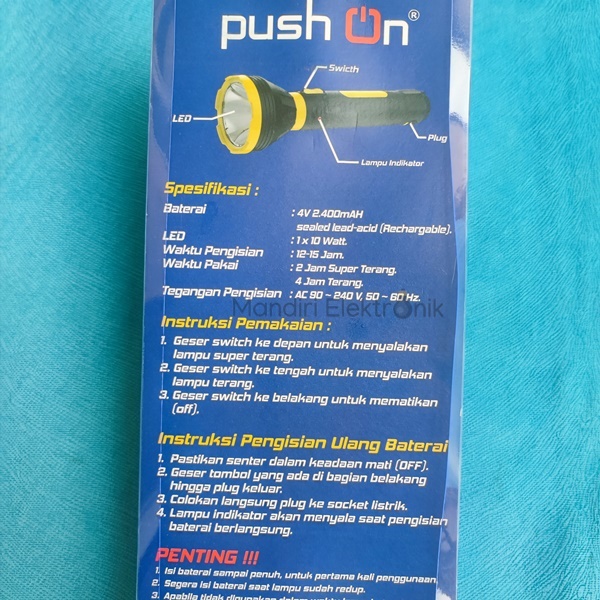 push On®
Swicth
LED
Plug
Lampu Indikator
Spesifikasi :
Baterai : 4V 2.400mAH
sealed lead-acid (Rechargable).
LED : 1 x 10 Watt.
Waktu Pengisian : 12-15 Jam.
Waktu Pakai : 2 Jam Super Terang.
4 Jam Terang.
Tegangan Pengisian : AC 90 ~ 240 V, 50 ~ 60 Hz.
Mandiri Elektronik
Instruksi Pemakaian :
1. Geser switch ke depan untuk menyalakan
lampu super terang.
2. Geser switch ke tengah untuk menyalakan
lampu terang.
3. Geser switch ke belakang untuk mematikan
(off).
Instruksi Pengisian Ulang Baterai
1. Pastikan senter dalam keadaan mati (OFF).
2. Geser tombol yang ada di bagian belakang
hingga plug keluar.
3. Colokan langsung plug ke socket listrik.
4. Lampu indikator akan menyala saat pengisian
baterai berlangsung.
PENTING !!!
1. Isi baterai sampai penuh, untuk pertama kali penggunaan.
2. Segera isi baterai saat lampu sudah redup.
3. Apabila tidak digunakan dalam waktu